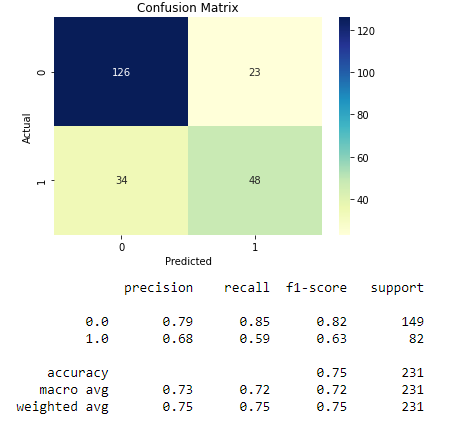 Confusion Matrix
120
0
126
23
100
80
Actual
60
1
34
48
40
0
1
Predicted
precision recall f1-score support
0.0 0.79 0.85 0.82 149
1.0 0.68 0.59 0.63 82
accuracy 0.75 231
macro avg 0.73 0.72 0.72 231
weighted avg 0.75 0.75 0.75 231